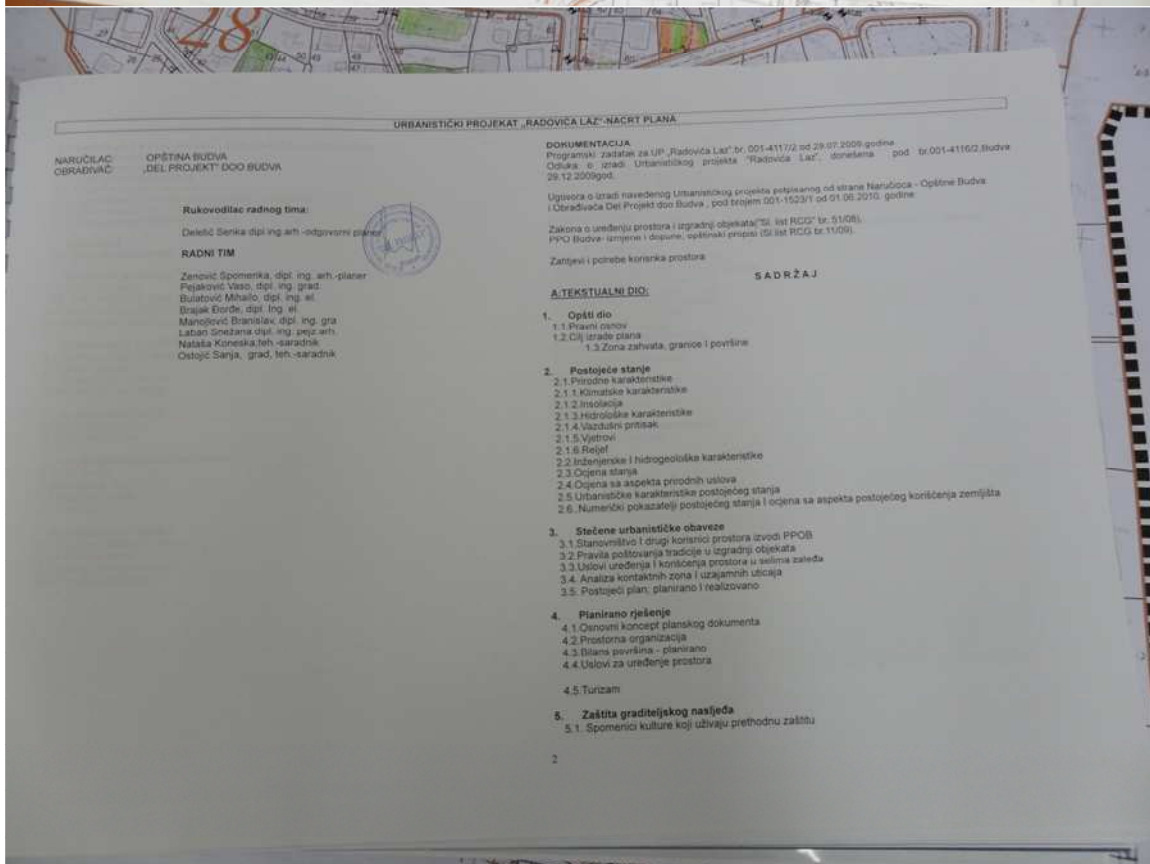 URBANISTIČKI PROJEKAT „RADOVIĆA LAZ"-NACRT PLANA
NARUČILAC: OPŠTINA BUDVA
OBRAĐIVAČ: „DEL PROJEKT" DOO BUDVA
Rukovodilac radnog tima:
Deletić Senka dipl.ing.arh.-odgovorni planer
RADNI TIM
Zenović Spomenka, dipl. ing. arh.-planer
Pejaković Vaso, dipl. ing. grad.
Bulatović Mihailo, dipl. ing. el.
Brajak Đorđe, dipl. Ing. el.
Manojlović Branislav, dipl. ing. gra
Laban Snežana dipl. ing. pejz.arh.
Nataša Koneska,teh.-saradnik
Ostojić Sanja, grad, teh.-saradnik
DOKUMENTACIJA
Programski zadatak za UP „Radovića Laz",br. 001-4117/2 od 29.07.2009.godine
Odluka o izradi Urbanističkog projekta "Radovića Laz", donešena pod br.001-4116/2,Budva
29.12.2009god.
Ugovora o izradi navedenog Urbanističkog projekta potpisanog od strane Naručioca - Opštine Budva
i Obrađivača Del Projekt doo Budva , pod brojem 001-1523/1 od 01.06.2010. godine
Zakona o uređenju prostora i izgradnji objekata("Sl. list RCG" br. 51/08),
PPO Budva- izmjene i dopune, opštinski propisi (Sl list RCG br.11/09),
Zahtjevi i potrebe korisnka prostora
SADRŽAJ
A:TEKSTUALNI DIO:
1. Opšti dio
1.1.Pravni osnov
1.2.Cilj izrade plana
1.3.Zona zahvata, granice I površine
2. Postojeće stanje
2.1.Prirodne karakteristike
2.1.1.Klimatske karakteristike
2.1.2.Insolacija
2.1.3.Hidrološke karakteristike
2.1.4.Vazdušni pritisak
2.1.5.Vjetrovi
2.1.6.Reljef
2.2.Inženjerske I hidrogeološke karakteristike
2.3.Ocjena stanja
2.4.Ocjena sa aspekta prirodnih uslova
2.5.Urbanističke karakteristike postojećeg stanja
2.6..Numerički pokazatelji postojećeg stanja I ocjena sa aspekta postojećeg korišćenja zemljišta
3. Stečene urbanističke obaveze
3.1.Stanovništvo I drugi korisnici prostora izvodi PPOB
3.2.Pravila poštovanja tradicije u izgradnji objekata
3.3.Uslovi uređenja I korišćenja prostora u selima zaleđa
3.4. Analiza kontaktnih zona I uzajamnih uticaja
3.5. Postojeći plan; planirano I realizovano
4. Planirano rješenje
4.1.Osnovni koncept planskog dokumenta
4.2.Prostorna organizacija
4.3.Bilans površina - planirano
4.4.Uslovi za uređenje prostora
4.5.Turizam
5. Zaštita graditeljskog nasljeđa
5.1. Spomenici kulture koji uživaju prethodnu zaštitu
2
28